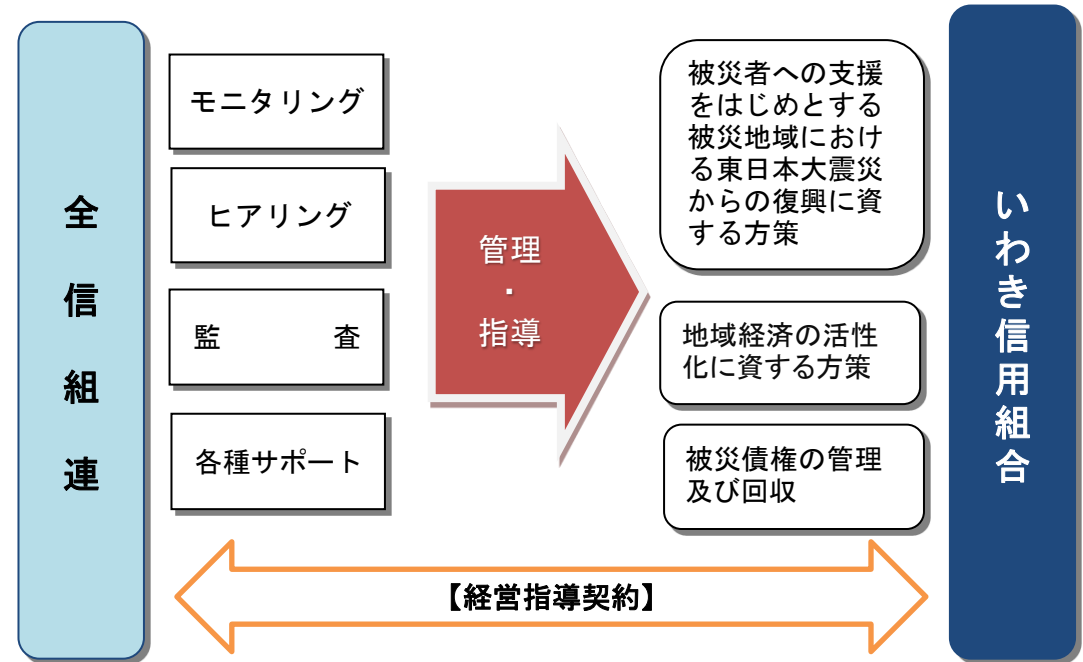 全信組連
モニタリング
ヒアリング
監　　　査
各種サポート
管理
・
指導
被災者への支援
をはじめとする
被災地域におけ
る東日本大震災
からの復興に資
する方策
地域経済の活性
化に資する方策
被災債権の管理
及び回収
いわき信用組合
【経営指導契約】